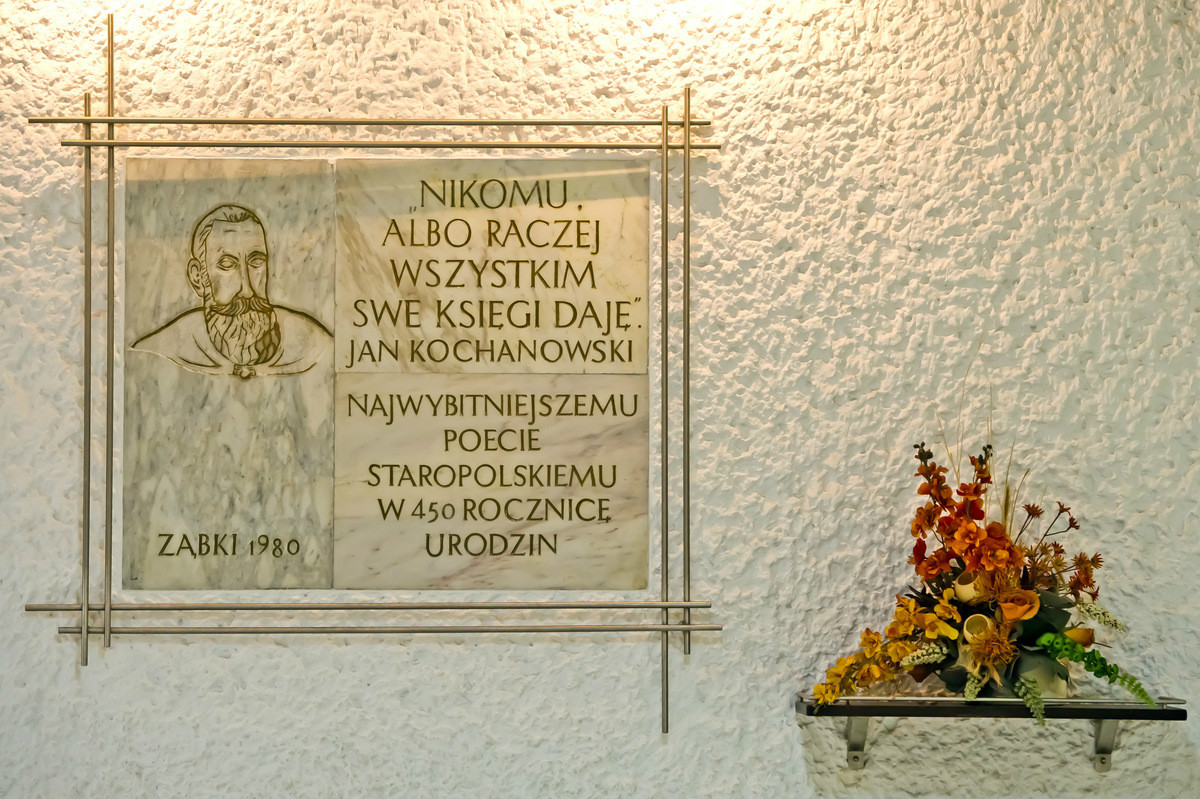 „NIKOMU,
ALBO RACZEJ
WSZYSTKIM
SWE KSIĘGI DAJĘ”.
JAN KOCHANOWSKI
NAJWYBITNIEJSZEMU
POECIE
STAROPOLSKIEMU
W 450 ROCZNICĘ
URODZIN
ZĄBKI 1980